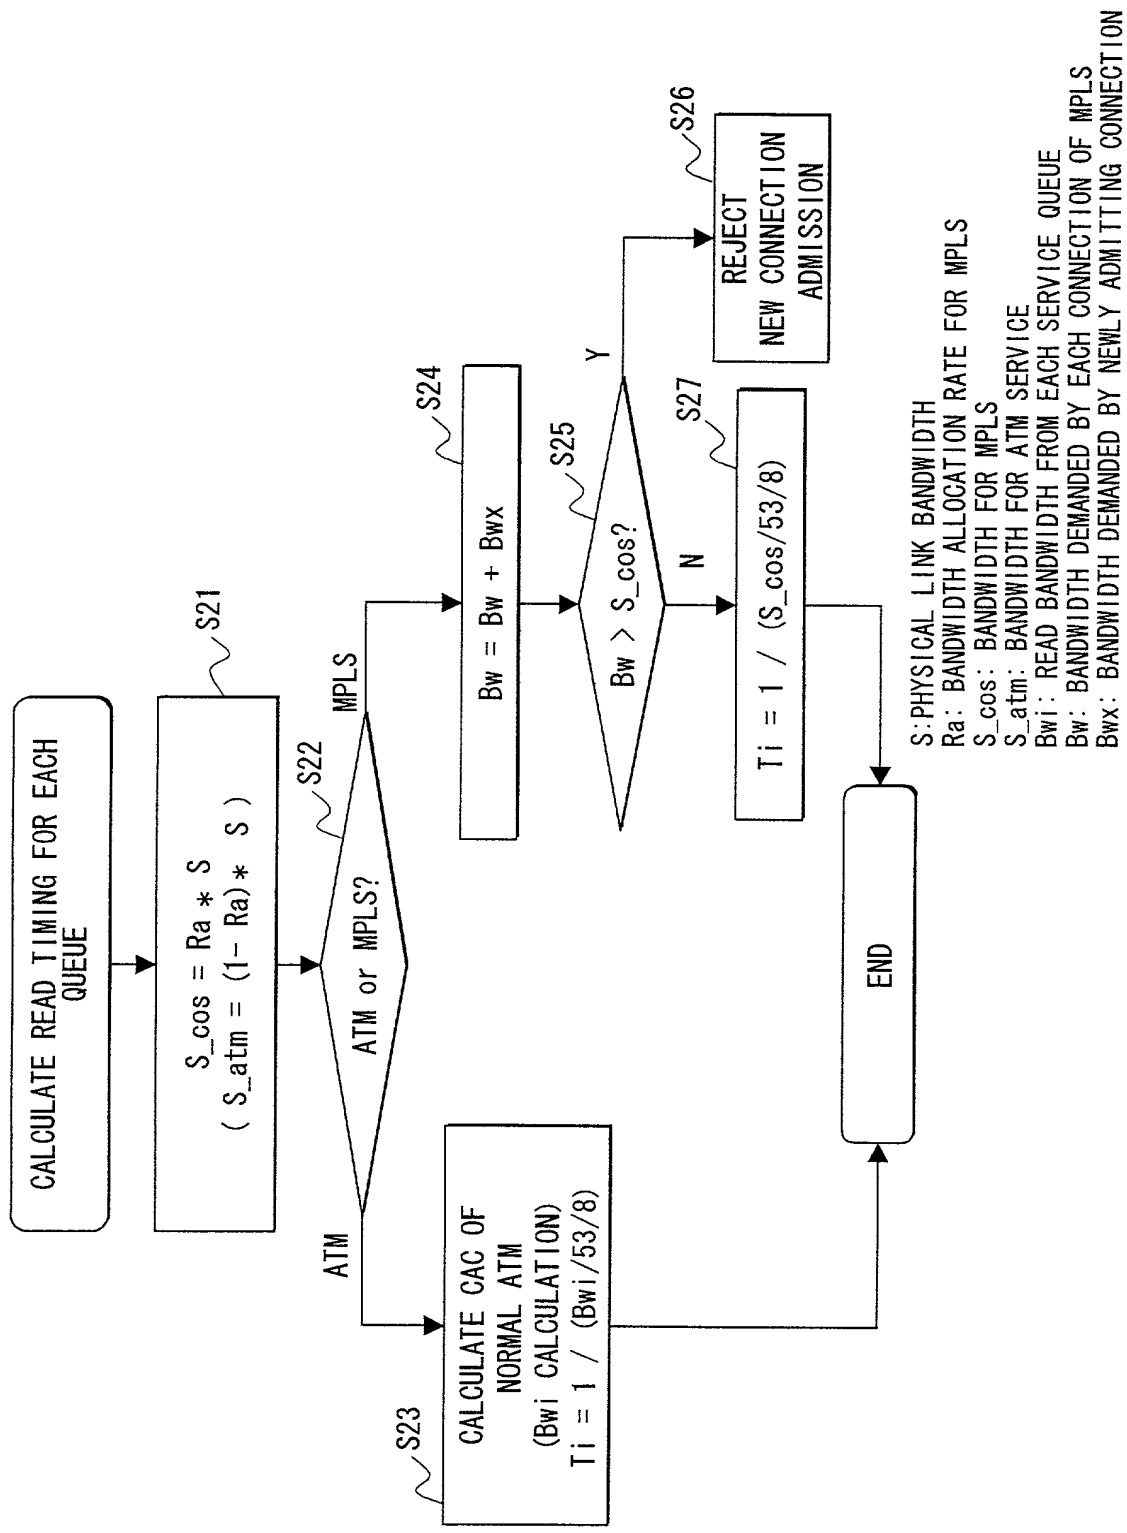 CALCULATE READ TIMING FOR EACH
QUEUE
S21
S_cos = Ra * S
( S_atm = (1- Ra)* S )
S22
ATM or MPLS?
ATM
MPLS
S23
CALCULATE CAC OF
NORMAL ATM
(Bwi CALCULATION)
Ti = 1 / (Bwi/53/8)
S24
Bw = Bw + Bwx
S25
Bw > S_cos?
Y
N
S26
REJECT
NEW CONNECTION
ADMISSION
S27
Ti = 1 / (S_cos/53/8)
END
S:PHYSICAL LINK BANDWIDTH
Ra: BANDWIDTH ALLOCATION RATE FOR MPLS
S_cos: BANDWIDTH FOR MPLS
S_atm: BANDWIDTH FOR ATM SERVICE
Bwi: READ BANDWIDTH FROM EACH SERVICE QUEUE
Bw: BANDWIDTH DEMANDED BY EACH CONNECTION OF MPLS
Bwx: BANDWIDTH DEMANDED BY NEWLY ADMITTING CONNECTION